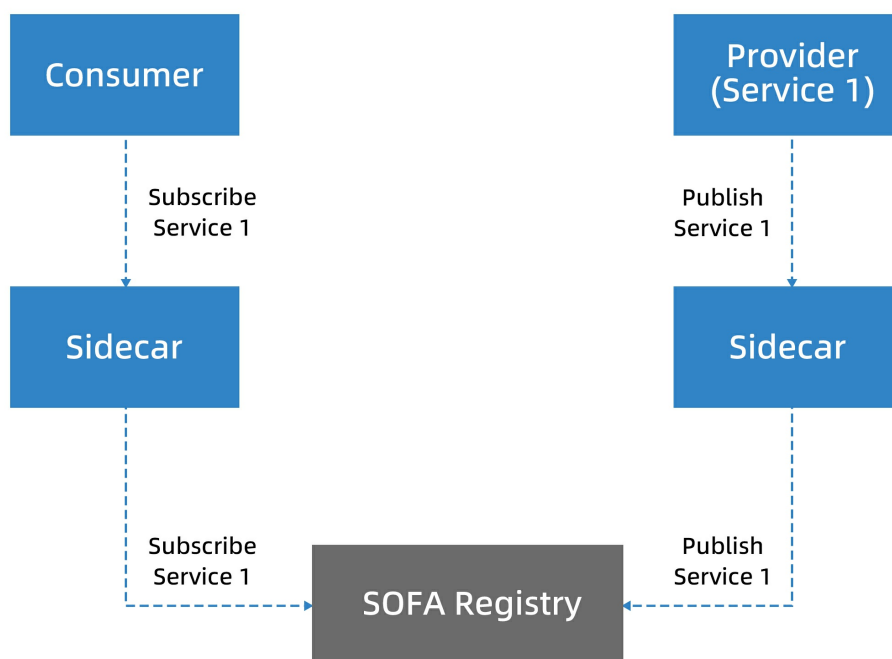 Consumer
Provider
(Service 1)
Subscribe
Service 1
Publish
Service 1
Sidecar
Sidecar
Subscribe
Service 1
Publish
Service 1
SOFA Registry